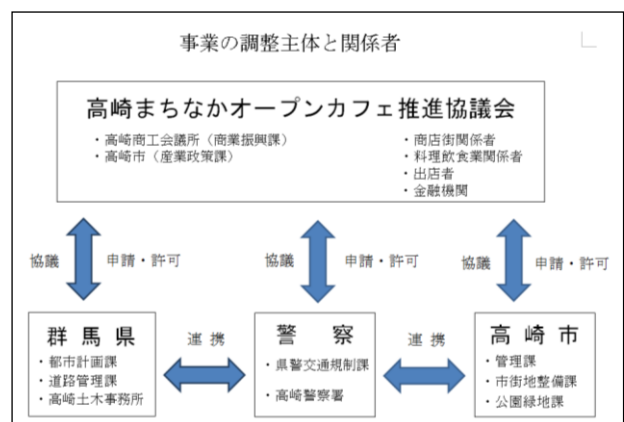 事業の調整主体と関係者
高崎まちなかオープンカフェ推進協議会
・高崎商工会議所（商業振興課）
・高崎市（産業政策課）
・商店街関係者
・料理飲食業関係者
・出店者
・金融機関
協議
申請・許可
協議
申請・許可
協議
申請・許可
群馬県
・都市計画課
・道路管理課
・高崎土木事務所
連携
警察
・県警交通規制課
・高崎警察署
連携
高崎市
・管理課
・市街地整備課
・公園緑地課